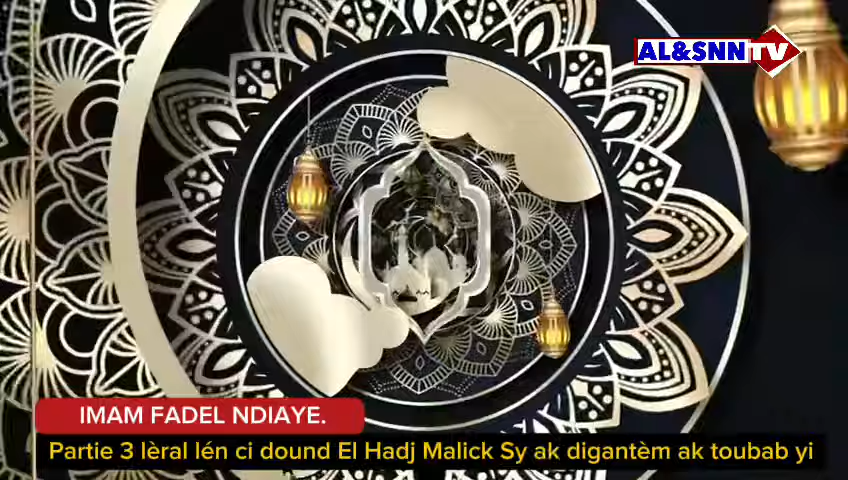 AL&SNN TV
IMAM FADEL NDIAYE.
Partie 3 lèral lén ci dound El Hadj Malick Sy ak digantèm ak toubab yi